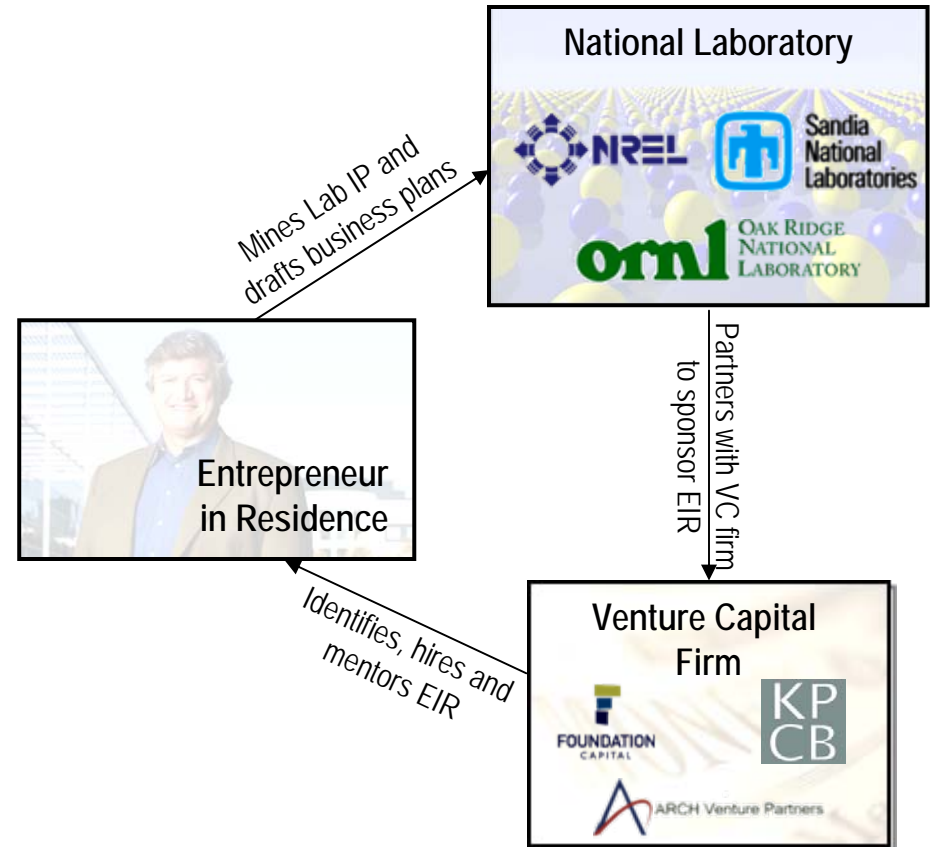 National Laboratory
NREL
Sandia
National
Laboratories
ornl
OAK RIDGE
NATIONAL
LABORATORY
Mines Lab IP and
drafts business plans
Partners with VC firm
to sponsor EIR
Entrepreneur
in Residence
Identifies, hires and
mentors EIR
Venture Capital
Firm
FOUNDATION
CAPITAL
KP
CB
ARCH Venture Partners